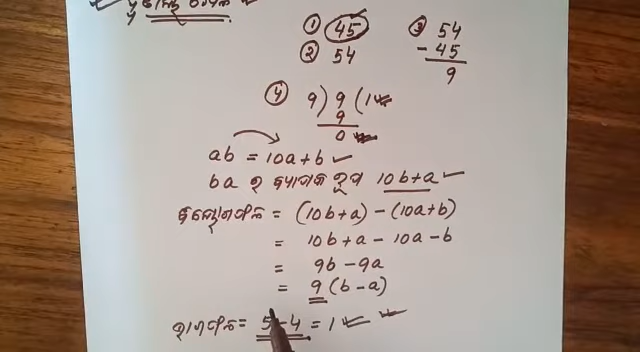 ① 45
② 54
③ 54
- 45
9
④ 9 ) 9 ( 1
9
0
ab = 10a + b
ba ର 10b + a
= (10b + a) - (10a + b)
= 10b + a - 10a - b
= 9b - 9a
= 9 (b - a)
= 5 - 4 = 1